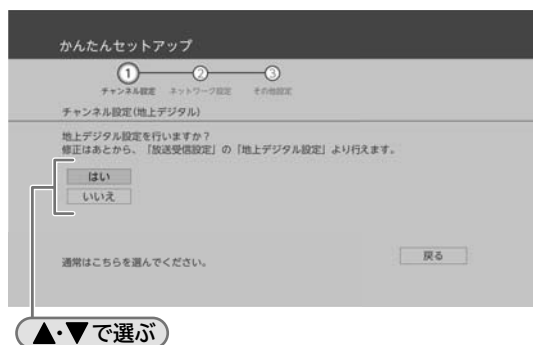 かんたんセットアップ
1 2 3
チャンネル設定 ネットワーク設定 その他設定
チャンネル設定(地上デジタル)
地上デジタル設定を行いますか?
修正はあとから、「放送受信設定」の「地上デジタル設定」より行えます。
はい
いいえ
通常はこちらを選んでください。
戻る
▲・▼で選ぶ